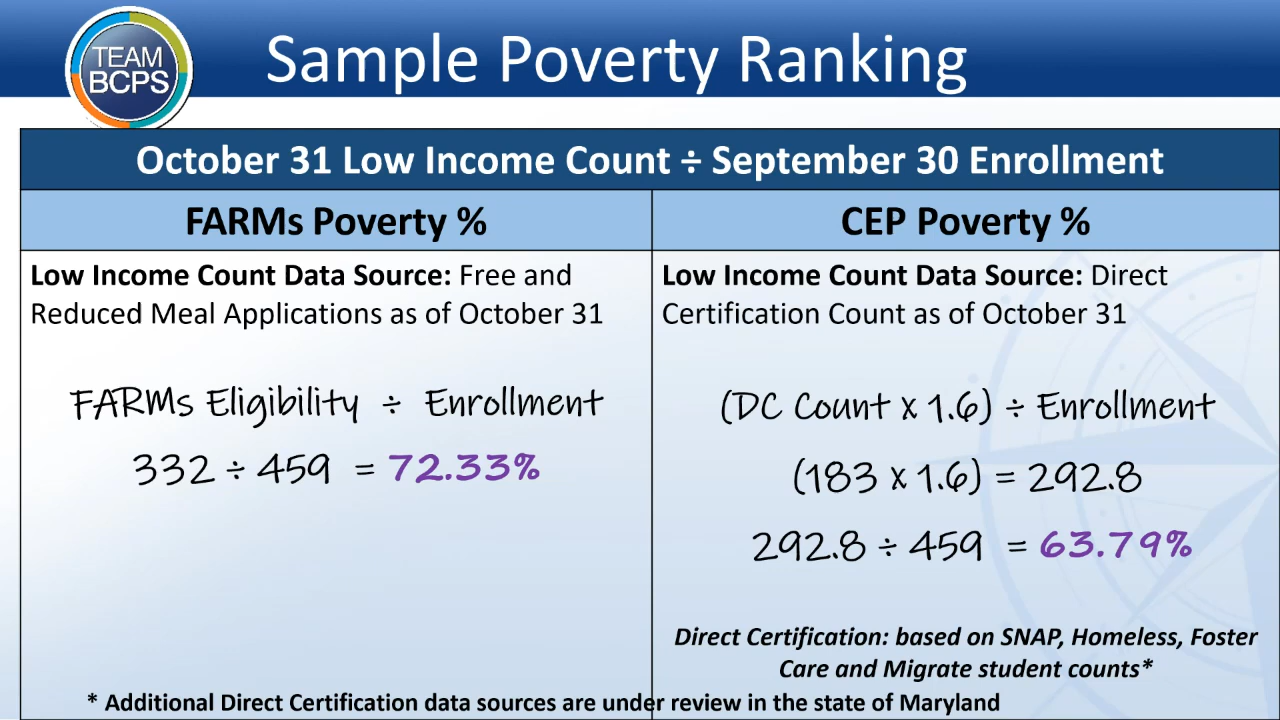 TEAM
BCPS
Sample Poverty Ranking
October 31 Low Income Count ÷ September 30 Enrollment
FARMs Poverty %
CEP Poverty %
Low Income Count Data Source: Free and
Reduced Meal Applications as of October 31
FARMs Eligibility ÷ Enrollment
332 ÷ 459 = 72.33%
Low Income Count Data Source: Direct
Certification Count as of October 31
(DC Count x 1.6) ÷ Enrollment
(183 x 1.6) = 292.8
292.8 ÷ 459 = 63.79%
Direct Certification: based on SNAP, Homeless, Foster
Care and Migrate student counts*
* Additional Direct Certification data sources are under review in the state of Maryland